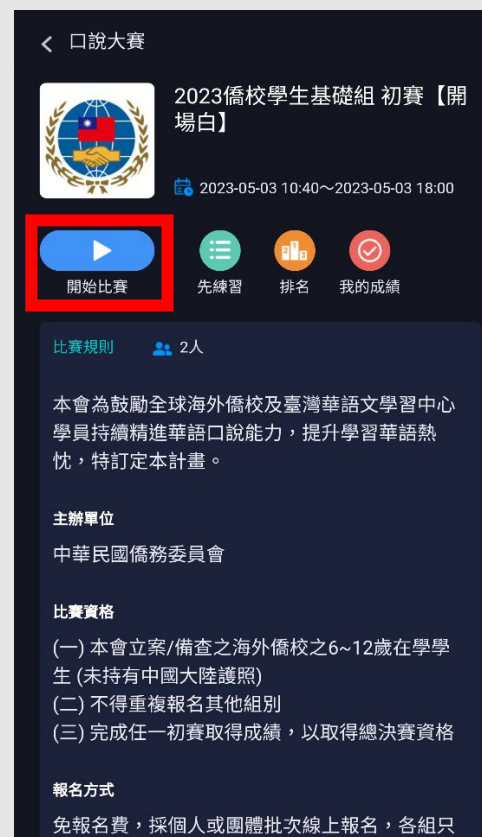 口說大賽
2023僑校學生基礎組 初賽【開
場白】
2023-05-03 10:40～2023-05-03 18:00
開始比賽
先練習
排名
我的成績
比賽規則
2人
本會為鼓勵全球海外僑校及臺灣華語文學習中心
學員持續精進華語口說能力，提升學習華語熱
忱，特訂定本計畫。
主辦單位
中華民國僑務委員會
比賽資格
(一) 本會立案/備查之海外僑校之6~12歲在學學
生 (未持有中國大陸護照)
(二) 不得重複報名其他組別
(三) 完成任一初賽取得成績，以取得總決賽資格
報名方式
免報名費，採個人或團體批次線上報名，各組只